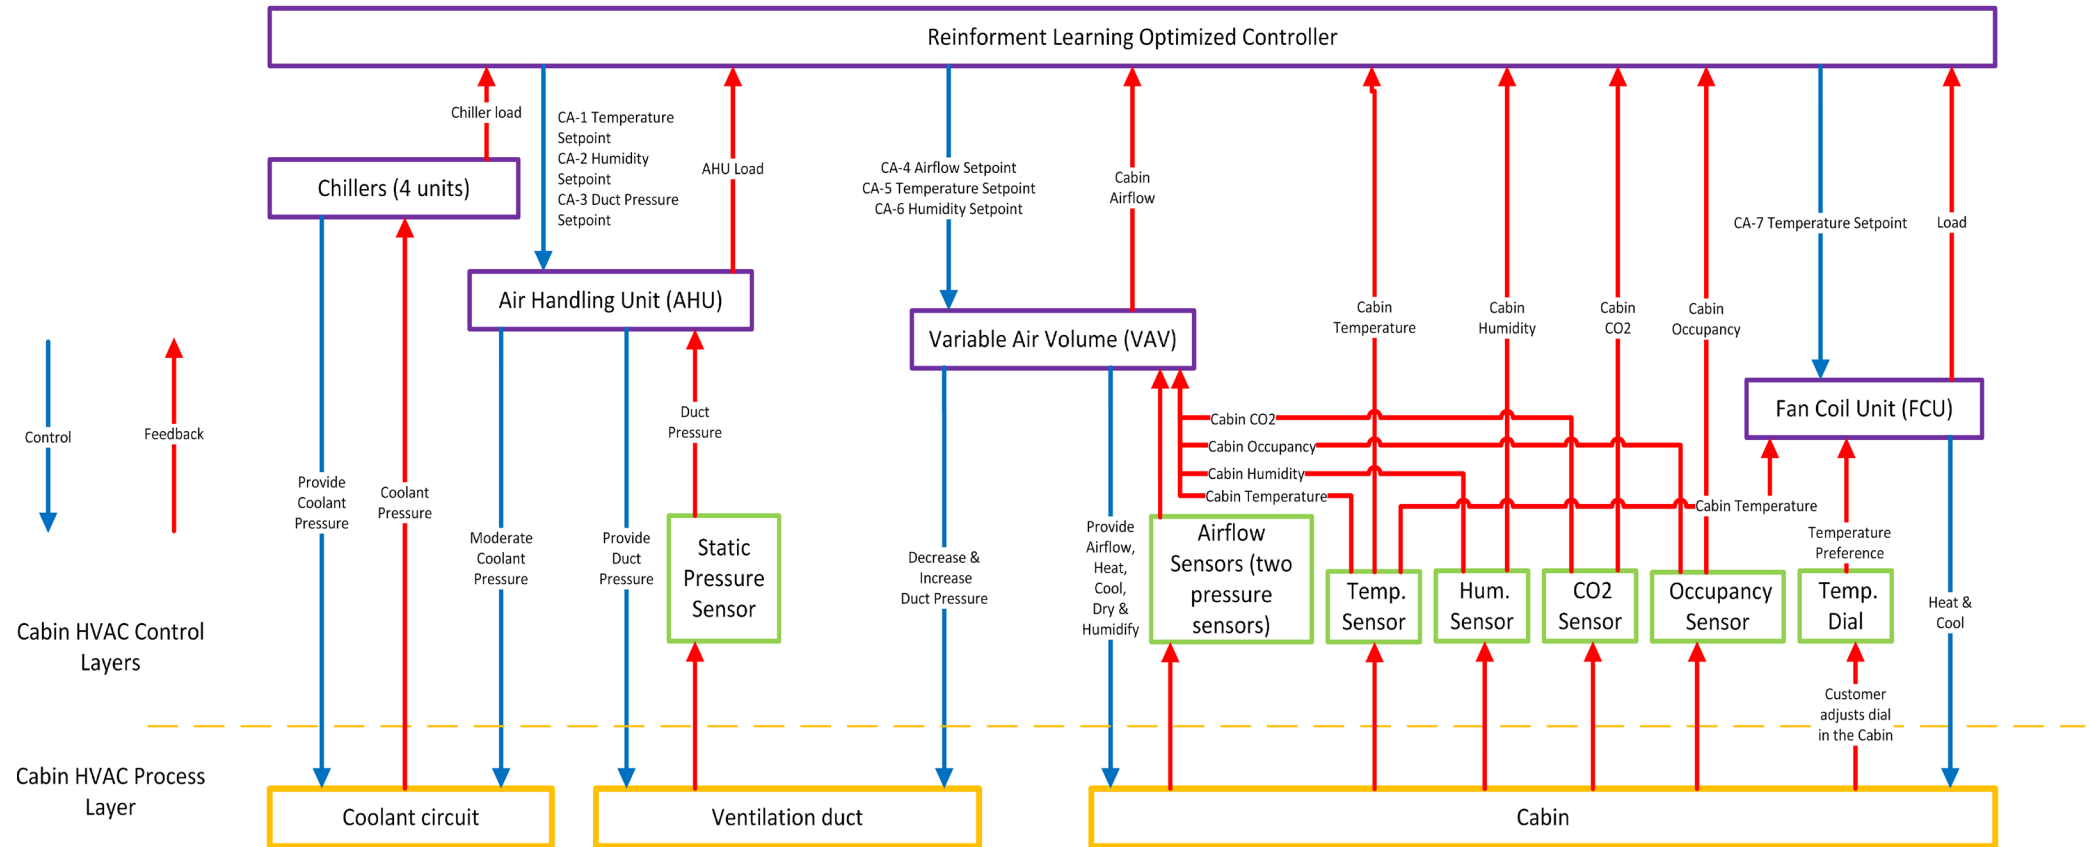 Reinforment Learning Optimized Controller
Chiller load
CA-1 Temperature
Setpoint
CA-2 Humidity
Setpoint
CA-3 Duct Pressure
Setpoint
AHU Load
CA-4 Airflow Setpoint
CA-5 Temperature Setpoint
CA-6 Humidity Setpoint
Cabin
Airflow
CA-7 Temperature Setpoint
Load
Chillers (4 units)
Air Handling Unit (AHU)
Variable Air Volume (VAV)
Cabin
Temperature
Cabin
Humidity
Cabin
CO2
Cabin
Occupancy
Fan Coil Unit (FCU)
Control
Feedback
Duct
Pressure
Cabin CO2
Cabin Occupancy
Cabin Humidity
Cabin Temperature
Cabin Temperature
Provide
Coolant
Pressure
Coolant
Pressure
Moderate
Coolant
Pressure
Provide
Duct
Pressure
Static
Pressure
Sensor
Decrease &
Increase
Duct Pressure
Provide
Airflow,
Heat,
Cool,
Dry &
Humidify
Airflow
Sensors (two
pressure
sensors)
Temp.
Sensor
Hum.
Sensor
CO2
Sensor
Occupancy
Sensor
Temperature
Preference
Temp.
Dial
Heat &
Cool
Cabin HVAC Control
Layers
Customer
adjusts dial
in the Cabin
Cabin HVAC Process
Layer
Coolant circuit
Ventilation duct
Cabin